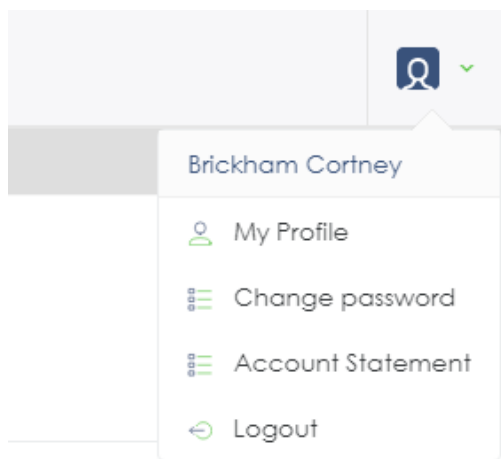 Brickham Cortney
My Profile
Change password
Account Statement
Logout